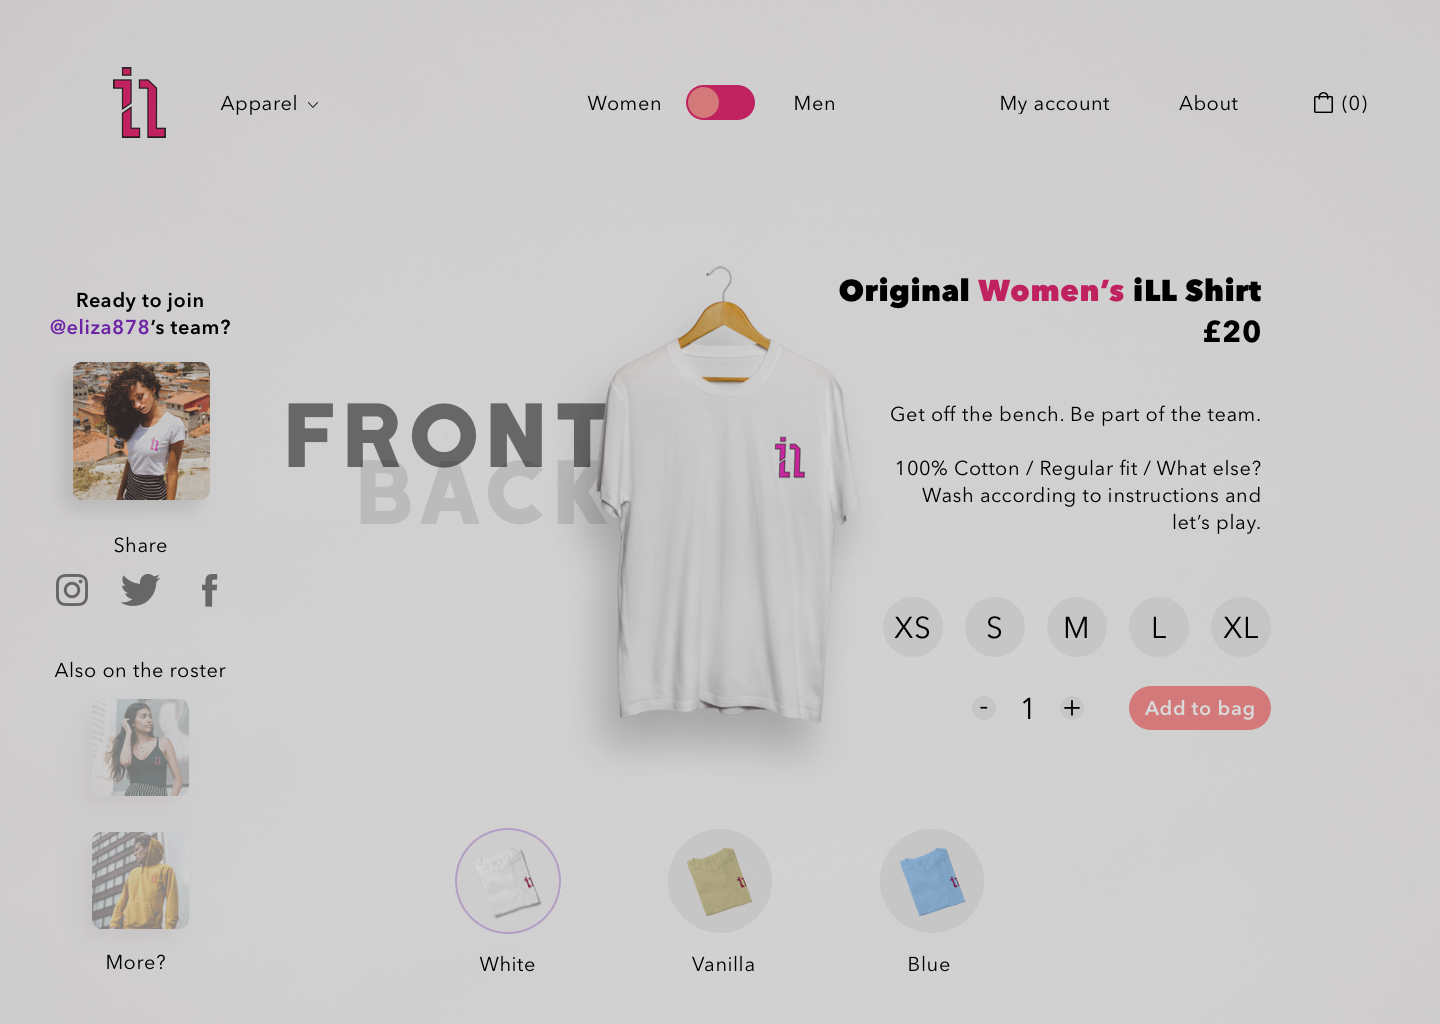 iL
Apparel
Women
Men
My account
About
(0)
Ready to join
@eliza878’s team?
Share
Also on the roster
More?
FRONT
BACK
iL
Original Women’s iLL Shirt
£20
Get off the bench. Be part of the team.
100% Cotton / Regular fit / What else?
Wash according to instructions and
let’s play.
XS S M L XL
- 1 +
Add to bag
White
Vanilla
Blue